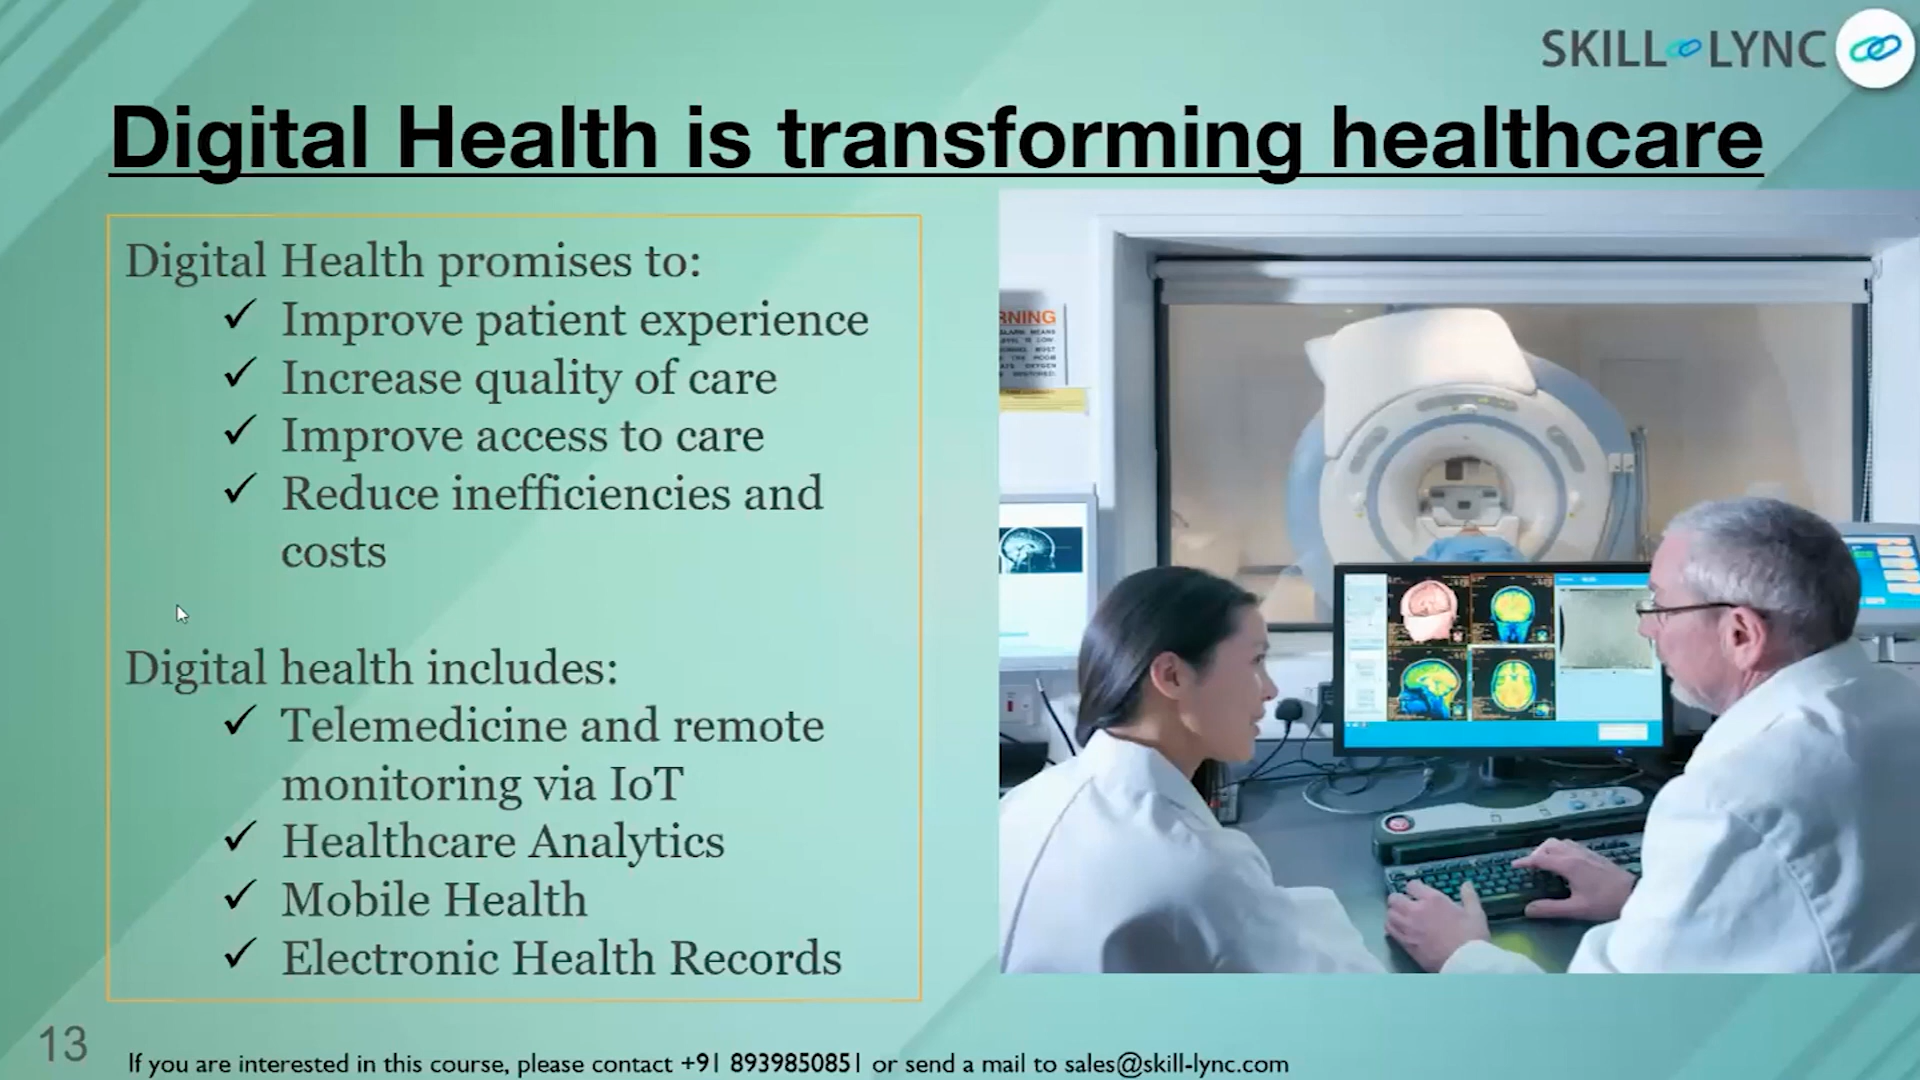 SKILL LYNC
Digital Health is transforming healthcare
Digital Health promises to:
✓ Improve patient experience
✓ Increase quality of care
✓ Improve access to care
✓ Reduce inefficiencies and
costs
Digital health includes:
✓ Telemedicine and remote
monitoring via IoT
✓ Healthcare Analytics
✓ Mobile Health
✓ Electronic Health Records
RNING
13
If you are interested in this course, please contact +91 8939850851 or send a mail to sales@skill-lync.com